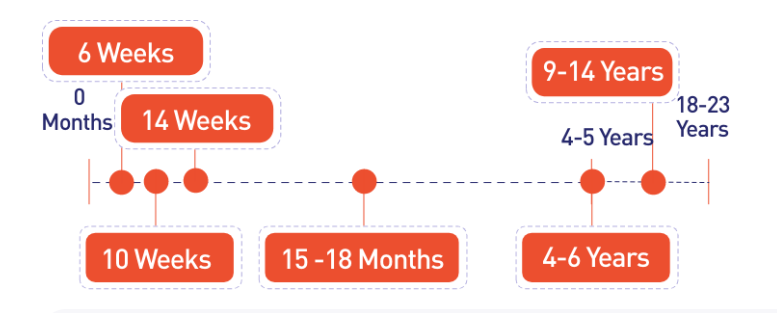 6 Weeks
0
Months
14 Weeks
10 Weeks
15 -18 Months
9-14 Years
4-5 Years
18-23
Years
4-6 Years